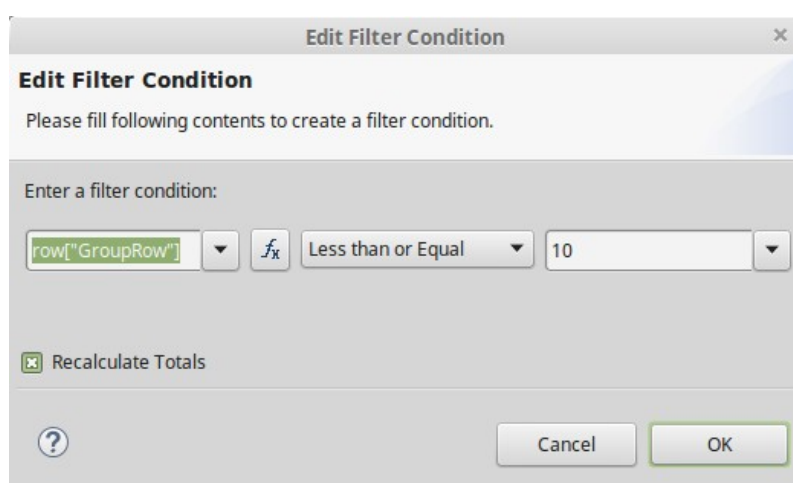 Edit Filter Condition
Edit Filter Condition
Please fill following contents to create a filter condition.
Enter a filter condition:
row["GroupRow"] fx Less than or Equal 10
Recalculate Totals
? Cancel OK